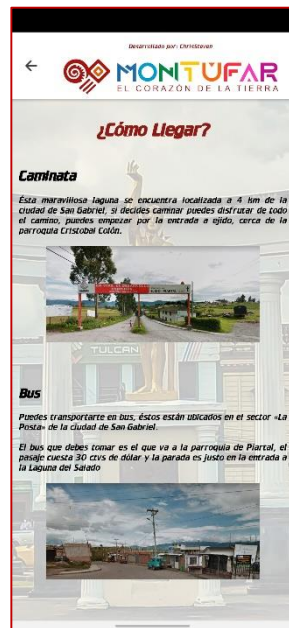 Desarrollado por: Christteran
MONTÚFAR
EL CORAZÓN DE LA TIERRA
¿Cómo Llegar?
Caminata
Ésta maravillosa laguna se encuentra localizada a 4 km de la
ciudad de San Gabriel, si decides caminar puedes disfrutar de todo
el camino, puedes empezar por la entrada a ejido, cerca de la
parroquia Cristobal Colón.
TULCAN
Bus
Puedes transportarte en bus, éstos están ubicados en el sector «La
Posta» de la ciudad de San Gabriel.
El bus que debes tomar es el que va a la parroquia de Piartal, el
pasaje cuesta 30 ctvs de dólar y la parada es justo en la entrada a
la Laguna del Salado